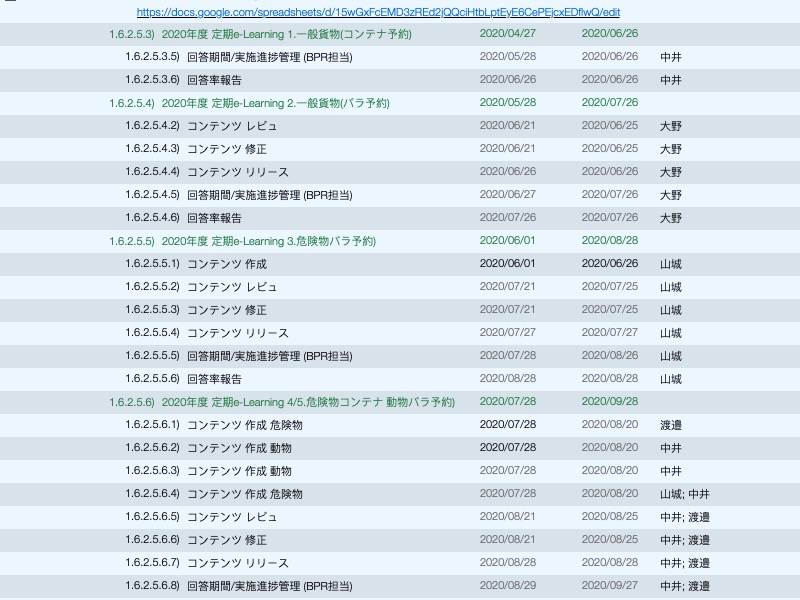 https://docs.google.com/spreadsheets/d/15wGxFcEMD3zREd2jQQciHtbLptEyE6CePEjcxEDflwQ/edit
1.6.2.5.3) 2020年度 定期e-Learning 1.一般貨物(コンテナ予約) 2020/04/27 2020/06/26
1.6.2.5.3.5) 回答期間/実施進捗管理 (BPR担当) 2020/05/28 2020/06/26 中井
1.6.2.5.3.6) 回答率報告 2020/06/26 2020/06/26 中井
1.6.2.5.4) 2020年度 定期e-Learning 2.一般貨物(バラ予約) 2020/05/28 2020/07/26
1.6.2.5.4.2) コンテンツ レビュ 2020/06/21 2020/06/25 大野
1.6.2.5.4.3) コンテンツ 修正 2020/06/21 2020/06/25 大野
1.6.2.5.4.4) コンテンツ リリース 2020/06/26 2020/06/26 大野
1.6.2.5.4.5) 回答期間/実施進捗管理 (BPR担当) 2020/06/27 2020/07/26 大野
1.6.2.5.4.6) 回答率報告 2020/07/26 2020/07/26 大野
1.6.2.5.5) 2020年度 定期e-Learning 3.危険物バラ予約) 2020/06/01 2020/08/28
1.6.2.5.5.1) コンテンツ 作成 2020/06/01 2020/06/26 山城
1.6.2.5.5.2) コンテンツ レビュ 2020/07/21 2020/07/25 山城
1.6.2.5.5.3) コンテンツ 修正 2020/07/21 2020/07/25 山城
1.6.2.5.5.4) コンテンツ リリース 2020/07/27 2020/07/27 山城
1.6.2.5.5.5) 回答期間/実施進捗管理 (BPR担当) 2020/07/28 2020/08/26 山城
1.6.2.5.5.6) 回答率報告 2020/08/28 2020/08/28 山城
1.6.2.5.6) 2020年度 定期e-Learning 4/5.危険物コンテナ 動物バラ予約) 2020/07/28 2020/09/28
1.6.2.5.6.1) コンテンツ 作成 危険物 2020/07/28 2020/08/20 渡邉
1.6.2.5.6.2) コンテンツ 作成 動物 2020/07/28 2020/08/20 中井
1.6.2.5.6.3) コンテンツ 作成 動物 2020/07/28 2020/08/20 中井
1.6.2.5.6.4) コンテンツ 作成 危険物 2020/07/28 2020/08/20 山城; 中井
1.6.2.5.6.5) コンテンツ レビュ 2020/08/21 2020/08/25 中井; 渡邉
1.6.2.5.6.6) コンテンツ 修正 2020/08/21 2020/08/25 中井; 渡邉
1.6.2.5.6.7) コンテンツ リリース 2020/08/28 2020/08/28 中井; 渡邉
1.6.2.5.6.8) 回答期間/実施進捗管理 (BPR担当) 2020/08/29 2020/09/27 中井; 渡邉